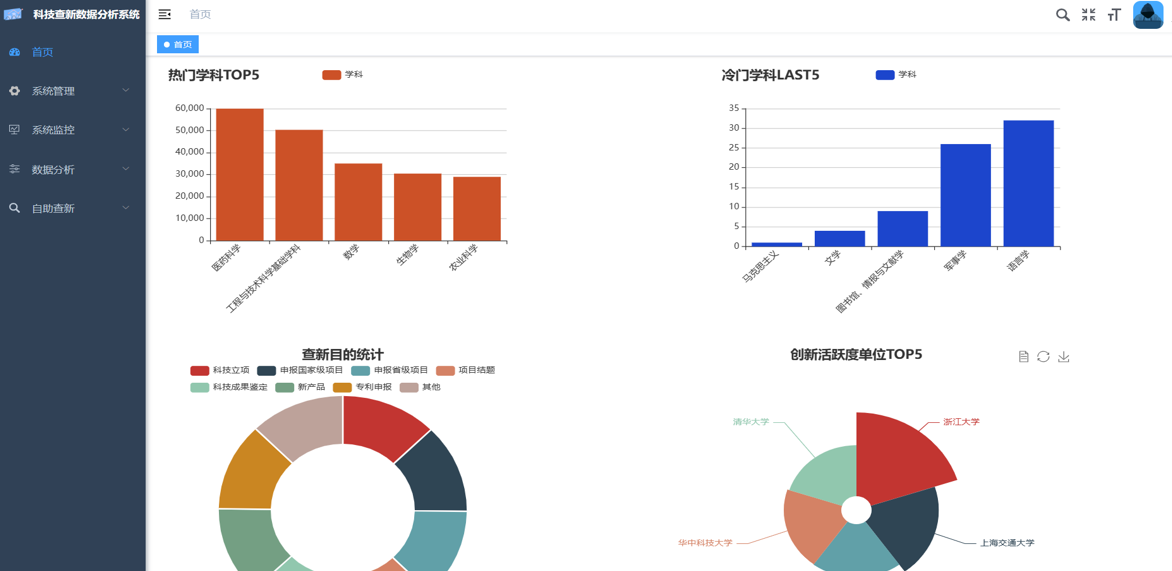 科技查新数据分析系统
首页
系统管理
系统监控
数据分析
自助查新
首页
首页
热门学科TOP5
学科
60,000
50,000
40,000
30,000
20,000
10,000
0
医药科学
工程与技术科学基础学科
数学
生物学
农业科学
冷门学科LAST5
学科
35
30
25
20
15
10
5
0
马克思主义
文学
图书馆、情报与文献学
军事学
语言学
查新目的统计
科技立项 申报国家级项目 申报省级项目 项目结题
科技成果鉴定 新产品 专利申报 其他
创新活跃度单位TOP5
清华大学
浙江大学
华中科技大学
上海交通大学